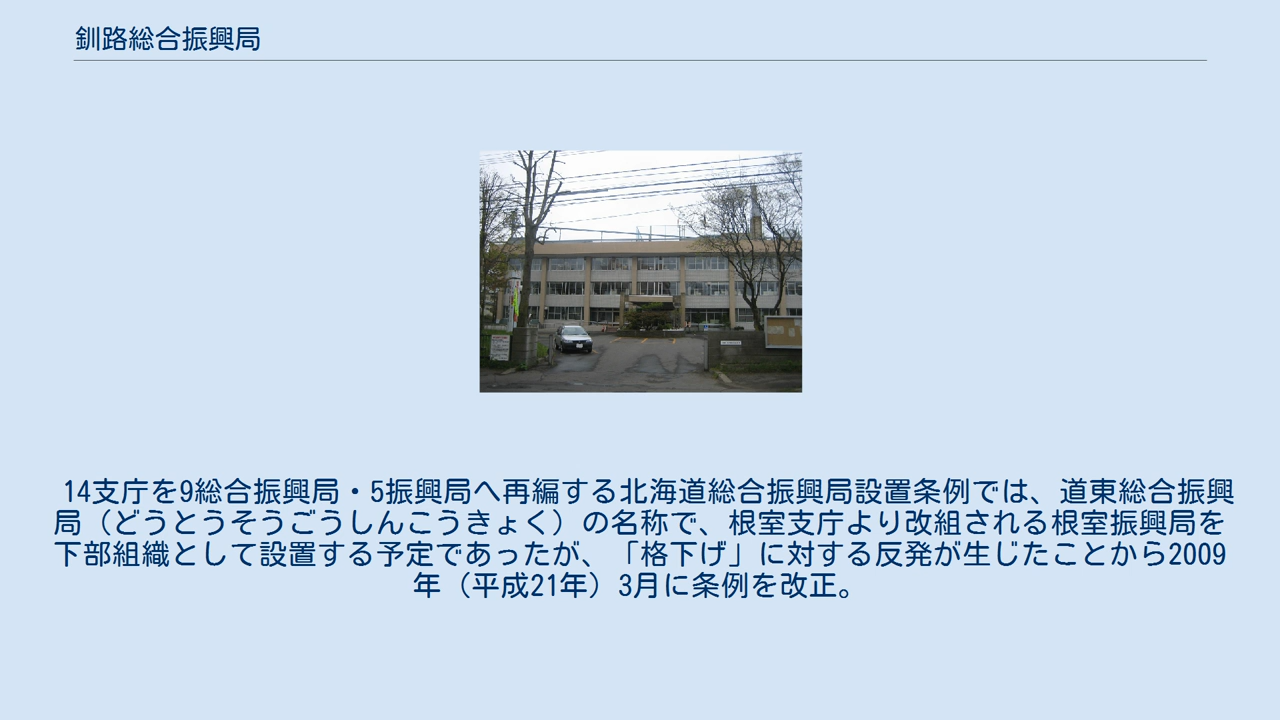 釧路総合振興局
14支庁を9総合振興局・5振興局へ再編する北海道総合振興局設置条例では、道東総合振興
局（どうとうそうごうしんこうきょく）の名称で、根室支庁より改組される根室振興局を
下部組織として設置する予定であったが、「格下げ」に対する反発が生じたことから2009
年（平成21年）3月に条例を改正。